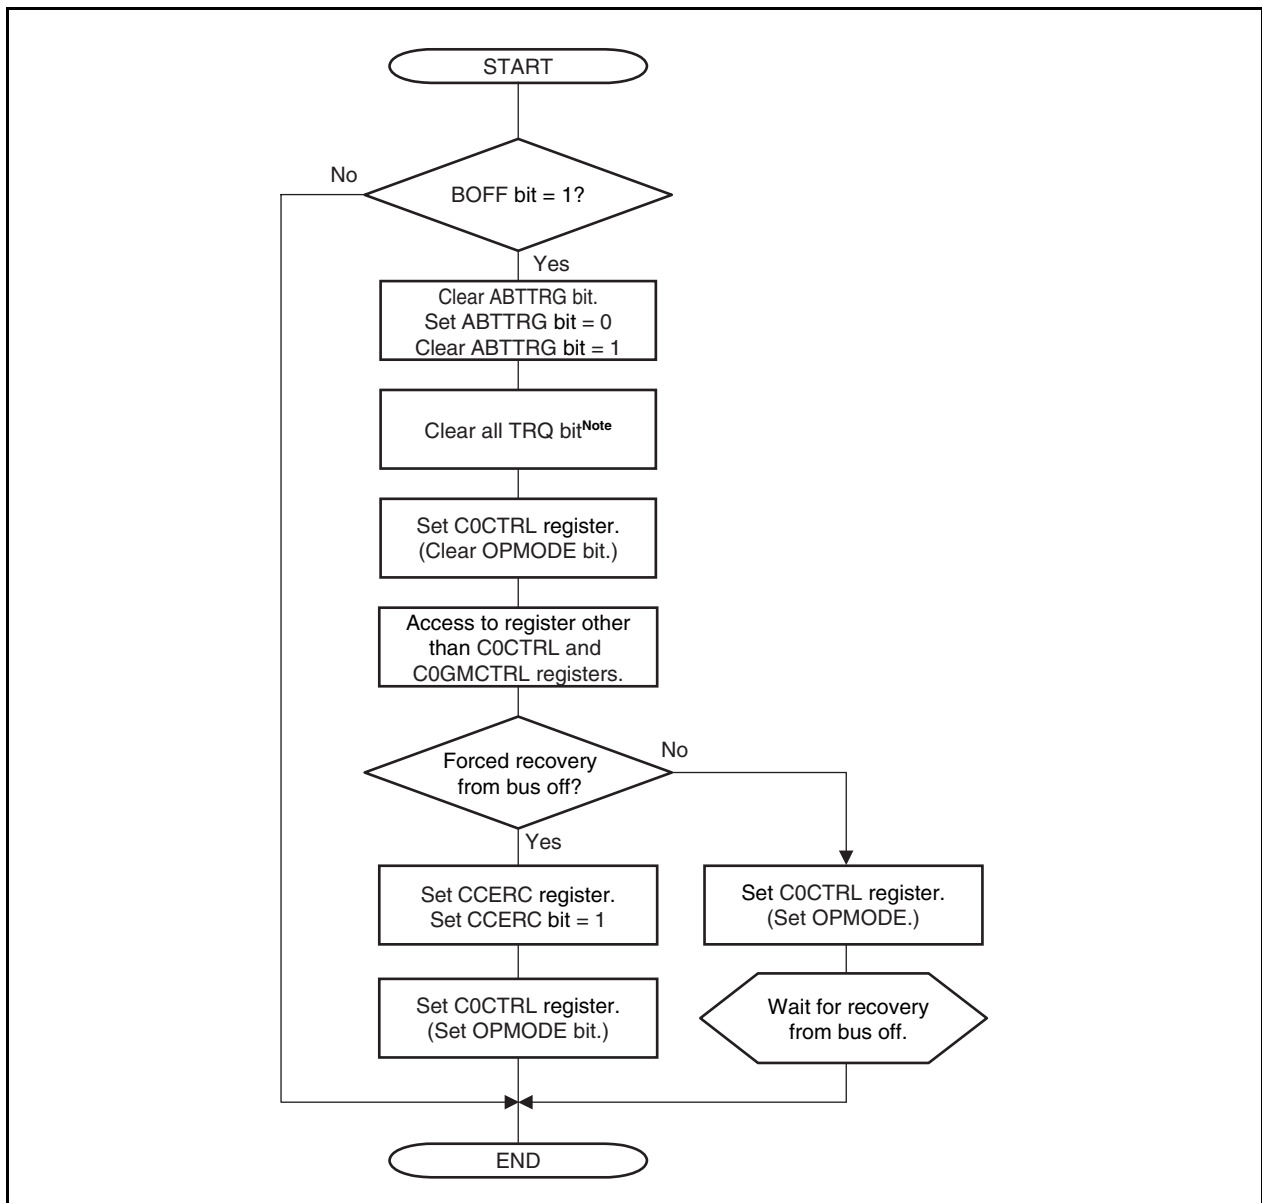 START
No
BOFF bit = 1?
Yes
Clear ABTTRG bit.
Set ABTTRG bit = 0
Clear ABTTRG bit = 1
Clear all TRQ bitNote
Set C0CTRL register.
(Clear OPMODE bit.)
Access to register other
than C0CTRL and
C0GMCTRL registers.
Forced recovery
from bus off?
No
Yes
Set CCERC register.
Set CCERC bit = 1
Set C0CTRL register.
(Set OPMODE.)
Set C0CTRL register.
(Set OPMODE bit.)
Wait for recovery
from bus off.
END